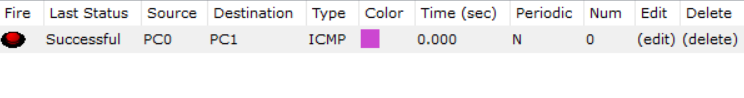 Fire Last Status Source Destination Type Color Time (sec) Periodic Num Edit Delete
Successful PC0 PC1 ICMP 0.000 N 0 (edit) (delete)